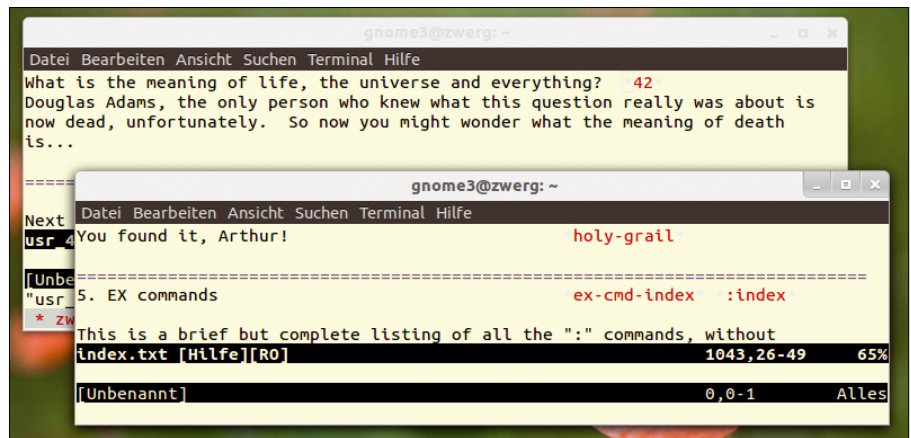 gnome3@zwerg: ~
Datei Bearbeiten Ansicht Suchen Terminal Hilfe
What is the meaning of life, the universe and everything? *42*
Douglas Adams, the only person who knew what this question really was about is
now dead, unfortunately. So now you might wonder what the meaning of death
is...
=====
Next
usr_4
[Unbe
"usr_
* zw
gnome3@zwerg: ~
Datei Bearbeiten Ansicht Suchen Terminal Hilfe
You found it, Arthur! *holy-grail*
==============================================================================
5. EX commands *ex-cmd-index* *:index*
This is a brief but complete listing of all the ":" commands, without
index.txt [Hilfe][RO] 1043,26-49 65%
[Unbenannt] 0,0-1 Alles